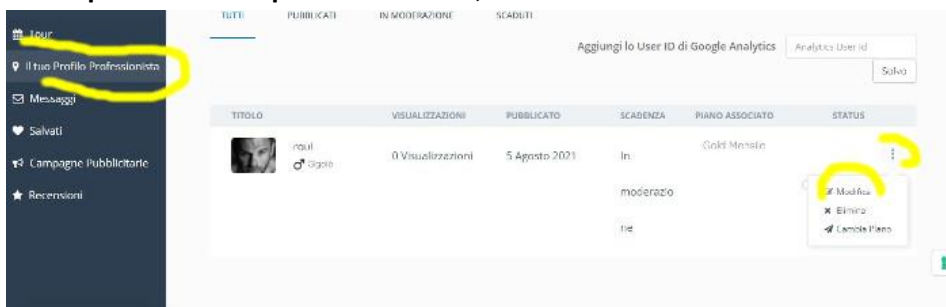 TUTTI PUBBLICATI IN MODERAZIONE SCADUTI
Tour
Aggiungi lo User ID di Google Analytics Analytics User Id
Il tuo Profilo Professionista
Salva
Messaggi
TITOLO VISUALIZZAZIONI PUBBLICATO SCADENZA PIANO ASSOCIATO STATUS
Salvati
raul 0 Visualizzazioni 5 Agosto 2021 In Gold Mensile
Gigolò
Campagne Pubblicitarie
moderazio
Modifica
Recensioni
Elimina
ne
Cambia Piano